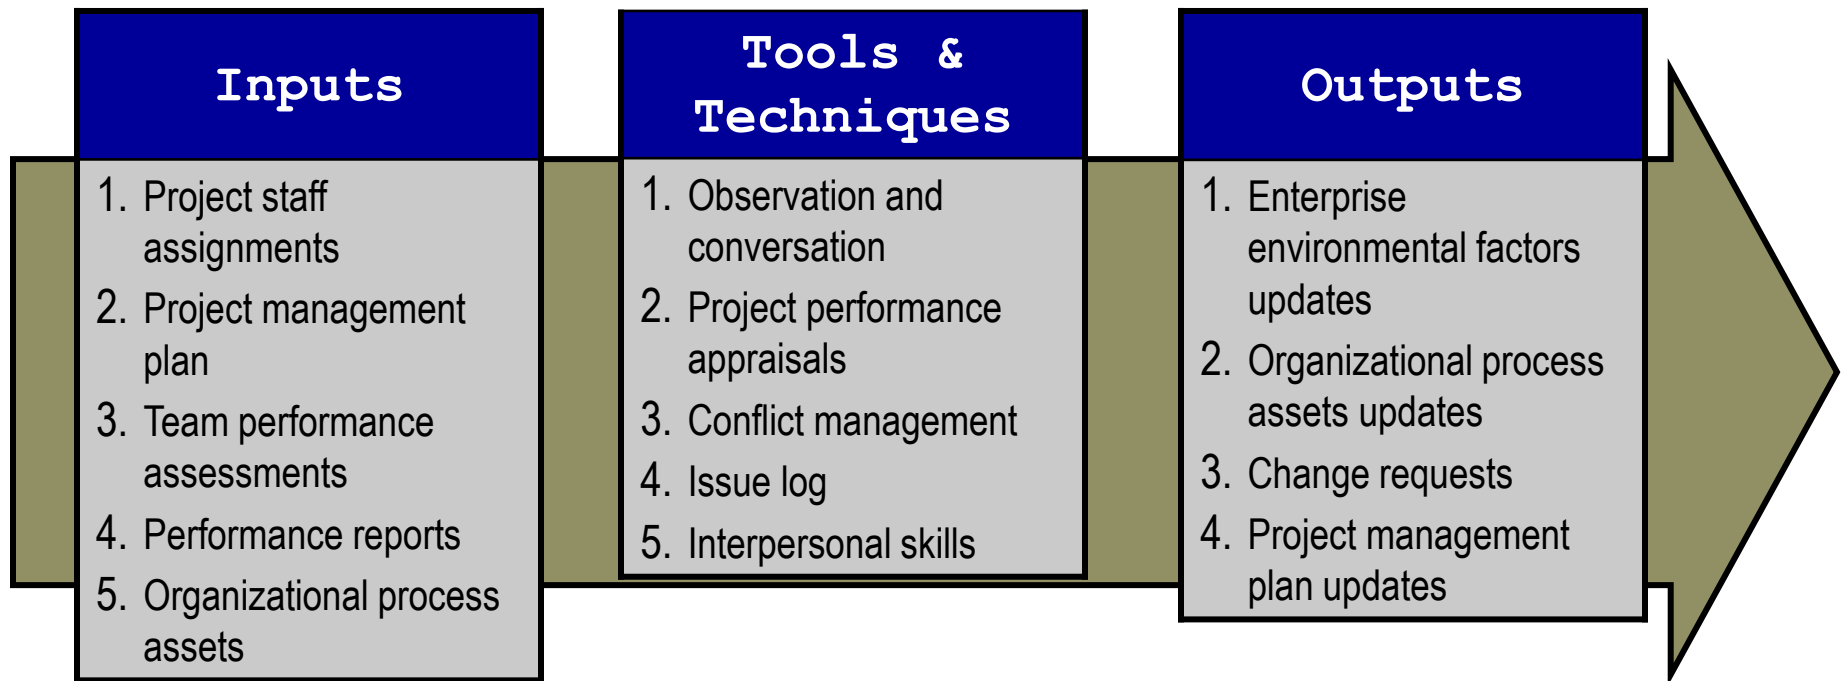 Inputs
1. Project staff
assignments
2. Project management
plan
3. Team performance
assessments
4. Performance reports
5. Organizational process
assets
Tools &
Techniques
1. Observation and
conversation
2. Project performance
appraisals
3. Conflict management
4. Issue log
5. Interpersonal skills
Outputs
1. Enterprise
environmental factors
updates
2. Organizational process
assets updates
3. Change requests
4. Project management
plan updates